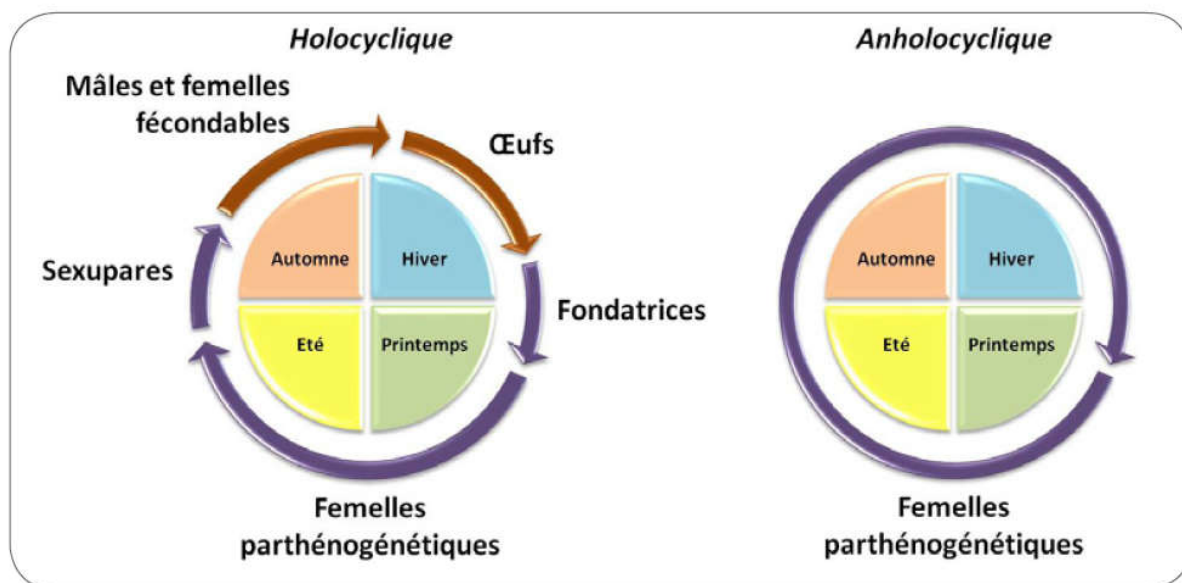 Holocyclique
Mâles et femelles
fécondables
Œufs
Automne
Hiver
Sexupares
Fondatrices
Eté
Printemps
Femelles
parthénogénétiques
Anholocyclique
Automne
Hiver
Eté
Printemps
Femelles
parthénogénétiques